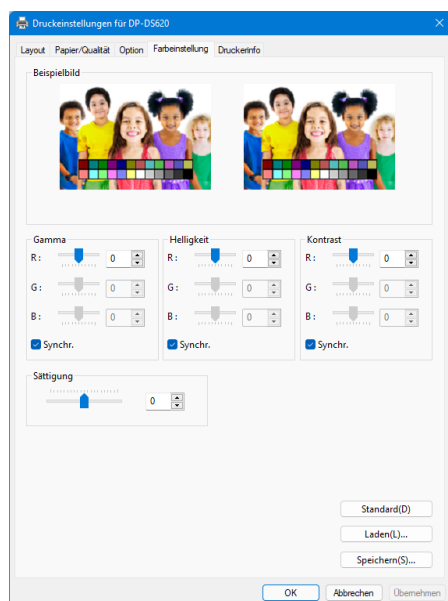 Druckeinstellungen für DP-DS620
Layout Papier/Qualität Option Farbeinstellung Druckerinfo
Beispielbild
Gamma Helligkeit Kontrast
R: 0 R: 0 R: 0
G: 0 G: 0 G: 0
B: 0 B: 0 B: 0
Synchr. Synchr. Synchr.
Sättigung
0
Standard(D)
Laden(L)...
Speichern(S)...
OK Abbrechen Übernehmen